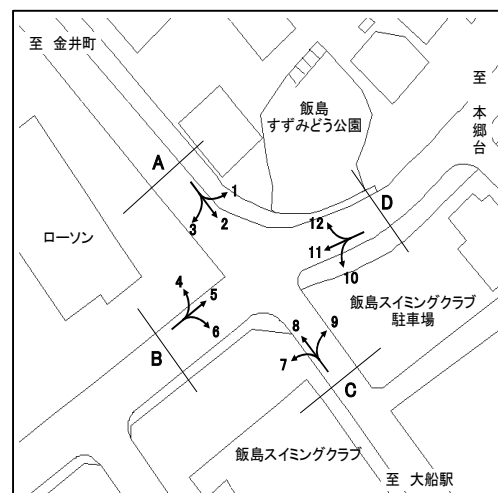 至 金井町
飯島
すずみどう公園
至 本郷台
A
1
2
3
D
12
11
10
ローソン
4
5
6
B
飯島スイミングクラブ
駐車場
8
9
7
C
飯島スイミングクラブ
至 大船駅